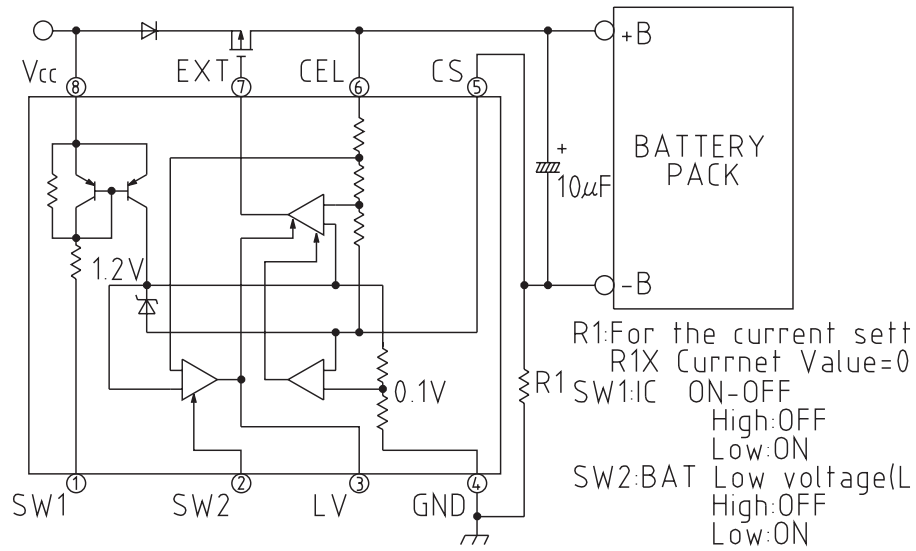 +B
Vcc
EXT
CEL
CS
8
7
6
5
BATTERY
PACK
+
10μF
1.2V
-B
R1
0.1V
R1:For the current sett
R1X Currnet Value=0
SW1:IC ON-OFF
High:OFF
Low:ON
SW2:BAT Low voltage(L
High:OFF
Low:ON
1
2
3
4
SW1
SW2
LV
GND